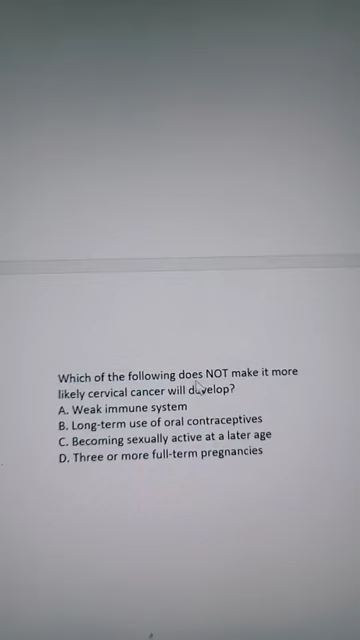 Which of the following does NOT make it more
likely cervical cancer will develop?
A. Weak immune system
B. Long-term use of oral contraceptives
C. Becoming sexually active at a later age
D. Three or more full-term pregnancies